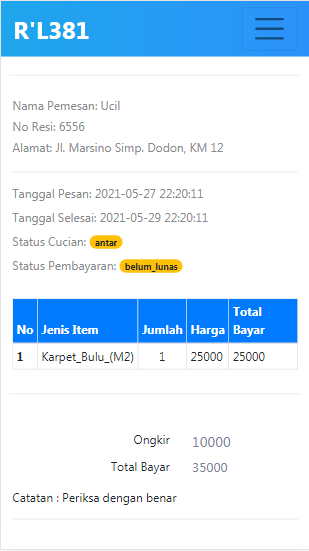 R'L381
Nama Pemesan: Ucil
No Resi: 6556
Alamat: Jl. Marsino Simp. Dodon, KM 12
Tanggal Pesan: 2021-05-27 22:20:11
Tanggal Selesai: 2021-05-29 22:20:11
Status Cucian: antar
Status Pembayaran: belum_lunas
No Jenis Item Jumlah Harga Total Bayar
1 Karpet_Bulu_(M2) 1 25000 25000
Ongkir 10000
Total Bayar 35000
Catatan : Periksa dengan benar